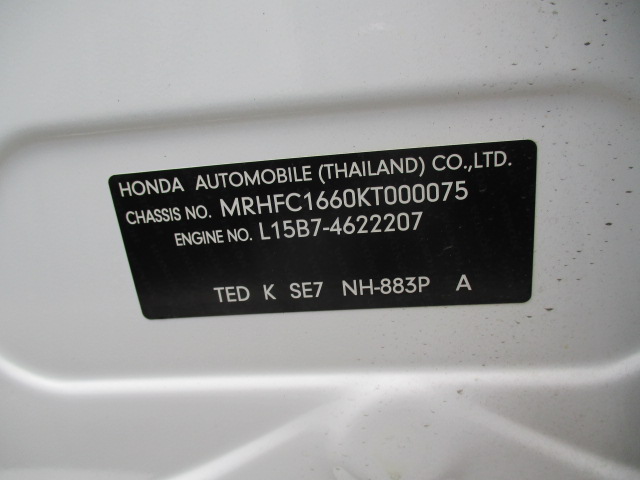 HONDA AUTOMOBILE (THAILAND) CO.,LTD.
CHASSIS NO. MRHFC1660KT000075
ENGINE NO. L15B7-4622207
TED K SE7 NH-883P A